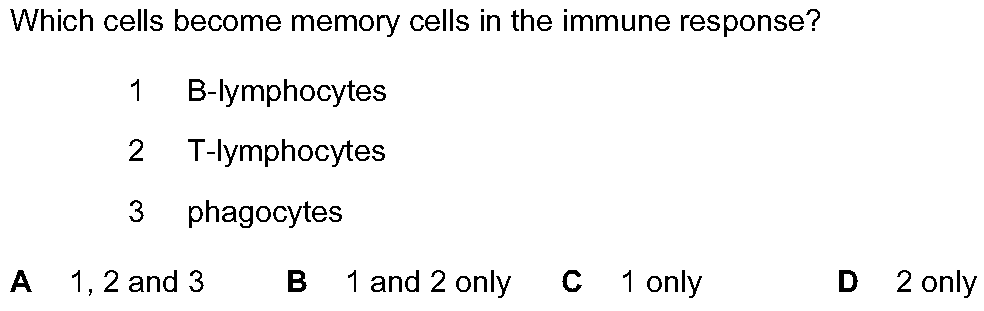 Which cells become memory cells in the immune response?
1 B-lymphocytes
2 T-lymphocytes
3 phagocytes
A 1, 2 and 3 B 1 and 2 only C 1 only D 2 only